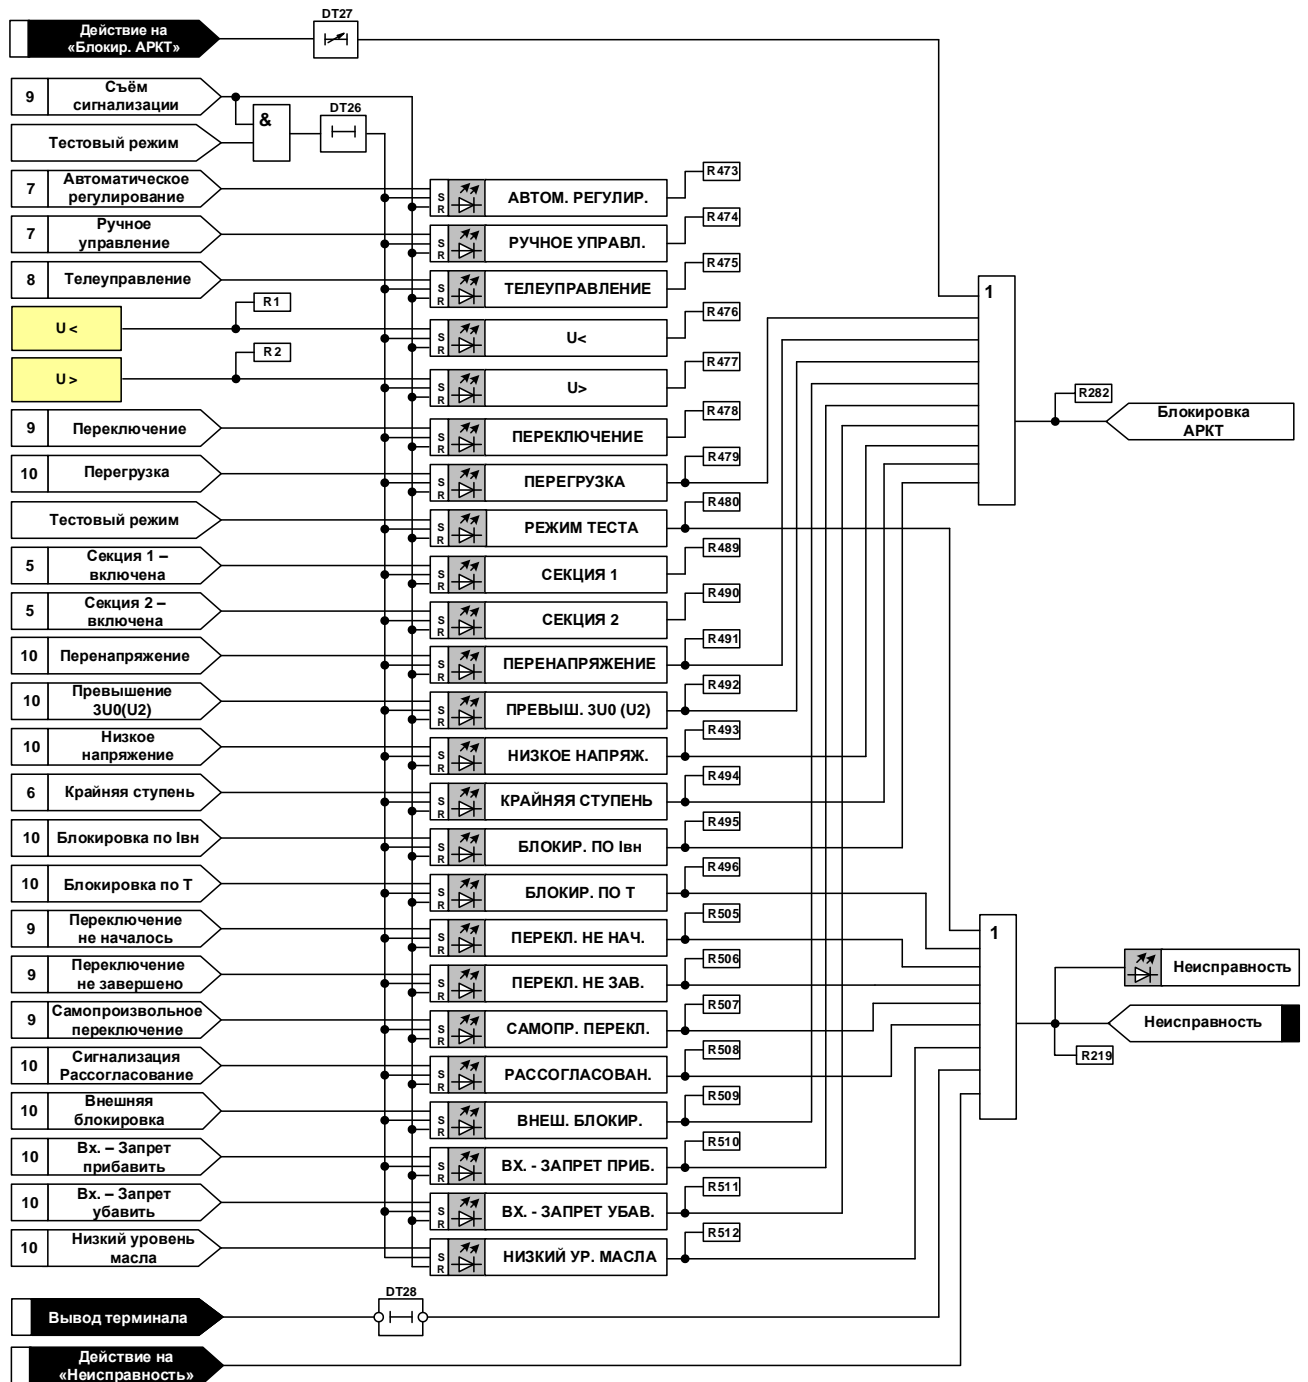 DT27
Действие на
«Блокир. АРКТ»
9
Съём
сигнализации
&
DT26
Тестовый режим
R473
7
Автоматическое
регулирование
S
R
АВТОМ. РЕГУЛИР.
R474
7
Ручное
управление
S
R
РУЧНОЕ УПРАВЛ.
R475
8
Телеуправление
S
R
ТЕЛЕУПРАВЛЕНИЕ
1
R1
U <
R476
S
R
U<
R2
U >
R477
S
R
U>
R478
9
Переключение
S
R
ПЕРЕКЛЮЧЕНИЕ
R282
Блокировка
АРКТ
R479
10
Перегрузка
S
R
ПЕРЕГРУЗКА
R480
Тестовый режим
S
R
РЕЖИМ ТЕСТА
R489
5
Секция 1 –
включена
S
R
СЕКЦИЯ 1
R490
5
Секция 2 –
включена
S
R
СЕКЦИЯ 2
R491
10
Перенапряжение
S
R
ПЕРЕНАПРЯЖЕНИЕ
R492
10
Превышение
3U0(U2)
S
R
ПРЕВЫШ. 3U0 (U2)
R493
10
Низкое
напряжение
S
R
НИЗКОЕ НАПРЯЖ.
R494
6
Крайняя ступень
S
R
КРАЙНЯЯ СТУПЕНЬ
R495
10
Блокировка по Iвн
S
R
БЛОКИР. ПО Iвн
R496
10
Блокировка по Т
S
R
БЛОКИР. ПО Т
R505
9
Переключение
не началось
S
R
ПЕРЕКЛ. НЕ НАЧ.
1
R506
9
Переключение
не завершено
S
R
ПЕРЕКЛ. НЕ ЗАВ.
Неисправность
R507
9
Самопроизвольное
переключение
S
R
САМОПР. ПЕРЕКЛ.
Неисправность
R219
R508
10
Сигнализация
Рассогласование
S
R
РАССОГЛАСОВАН.
R509
10
Внешняя
блокировка
S
R
ВНЕШ. БЛОКИР.
R510
10
Вх. – Запрет
прибавить
S
R
ВХ. - ЗАПРЕТ ПРИБ.
R511
10
Вх. – Запрет
убавить
S
R
ВХ. - ЗАПРЕТ УБАВ.
R512
10
Низкий уровень
масла
S
R
НИЗКИЙ УР. МАСЛА
DT28
Вывод терминала
Действие на
«Неисправность»